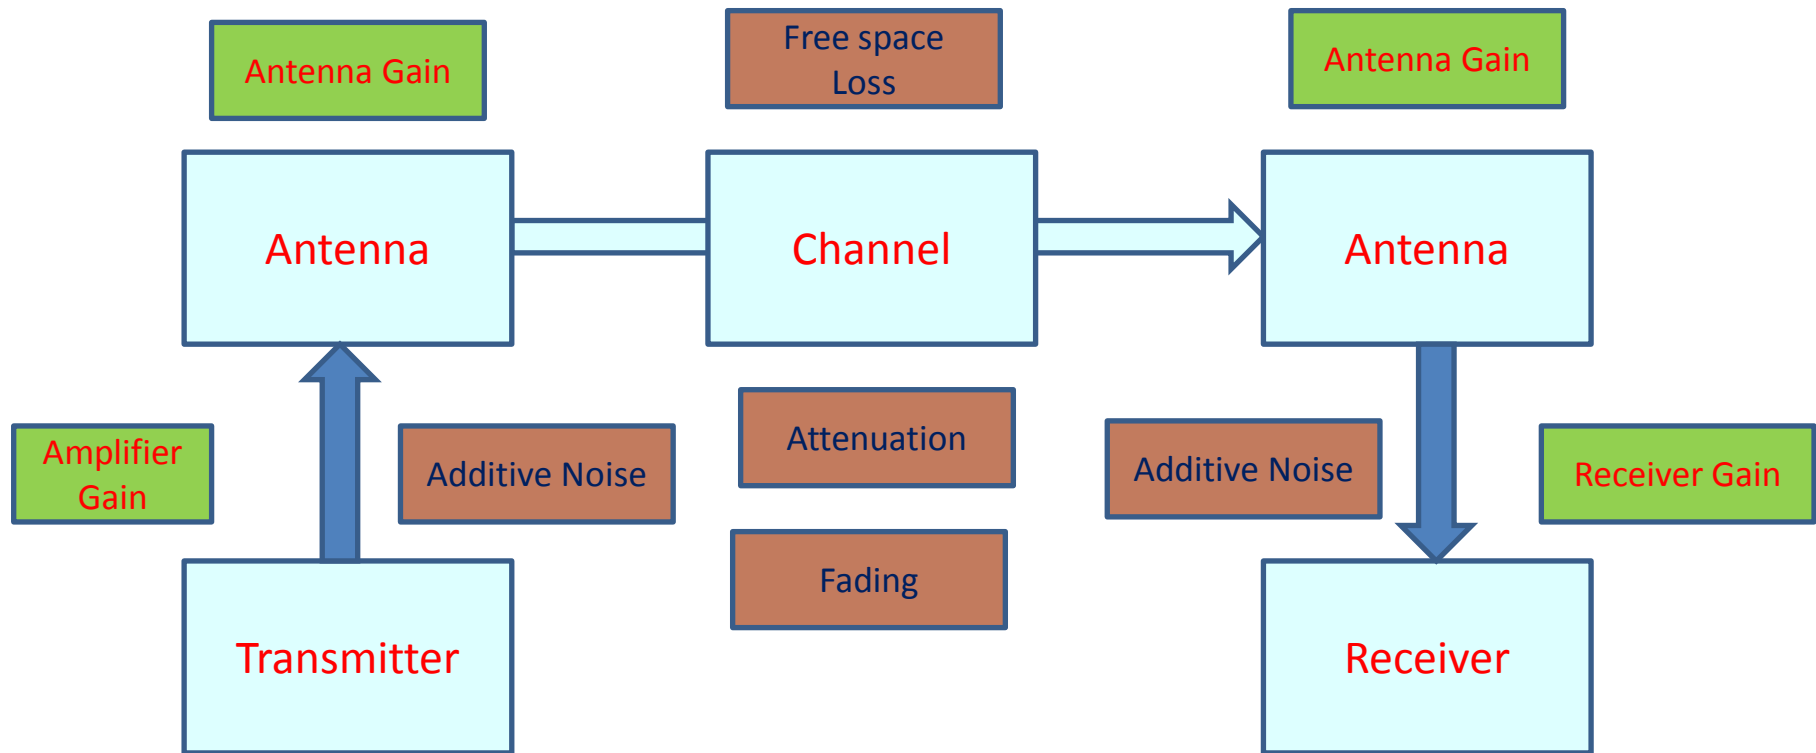 Antenna Gain
Free space
Loss
Antenna Gain
Antenna
Channel
Antenna
Amplifier
Gain
Additive Noise
Attenuation
Additive Noise
Receiver Gain
Fading
Transmitter
Receiver